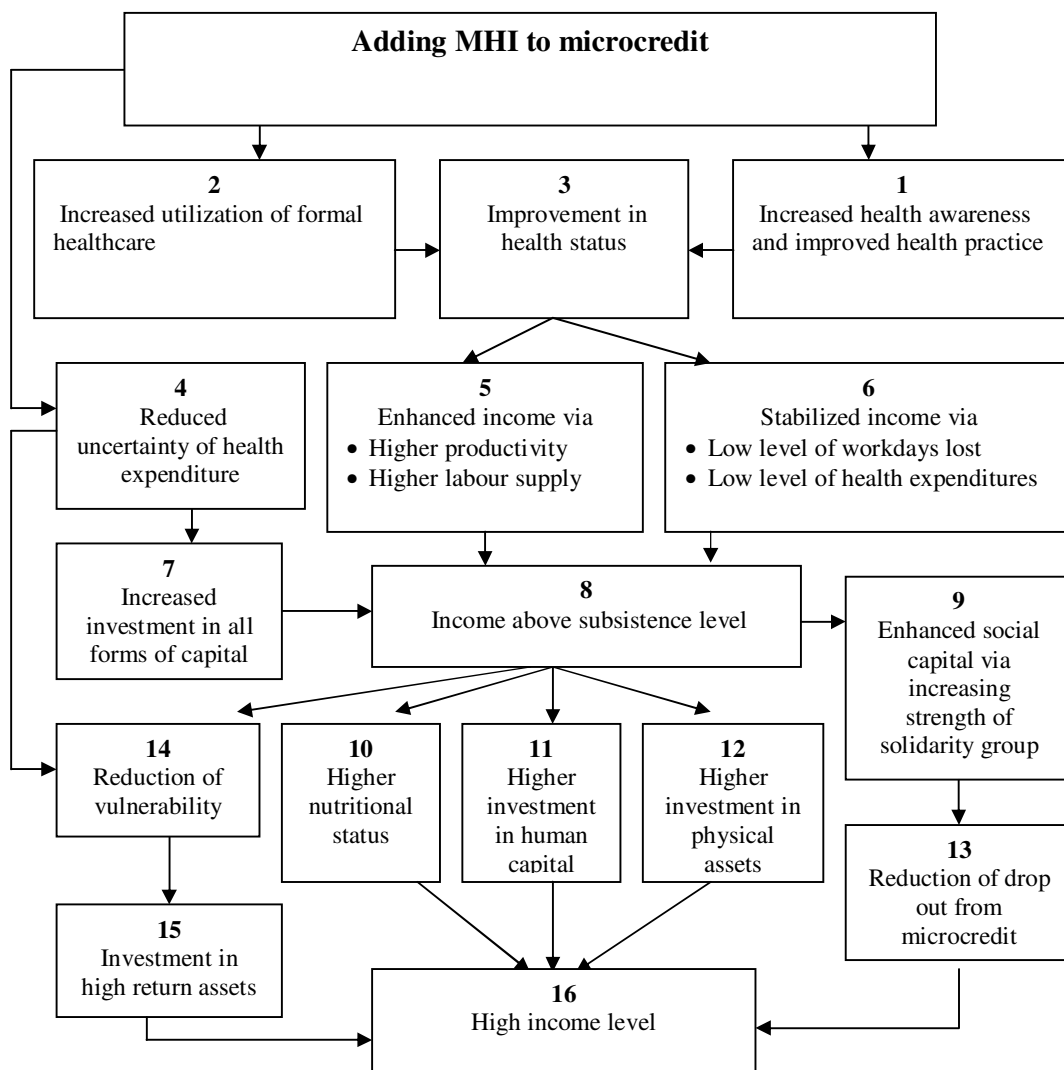 Adding MHI to microcredit
2
Increased utilization of formal
healthcare
3
Improvement in
health status
1
Increased health awareness
and improved health practice
4
Reduced
uncertainty of health
expenditure
5
Enhanced income via
• Higher productivity
• Higher labour supply
6
Stabilized income via
• Low level of workdays lost
• Low level of health expenditures
7
Increased
investment in all
forms of capital
8
Income above subsistence level
9
Enhanced social
capital via
increasing
strength of
solidarity group
14
Reduction of
vulnerability
10
Higher
nutritional
status
11
Higher
investment
in human
capital
12
Higher
investment in
physical
assets
13
Reduction of drop
out from
microcredit
15
Investment in
high return assets
16
High income level